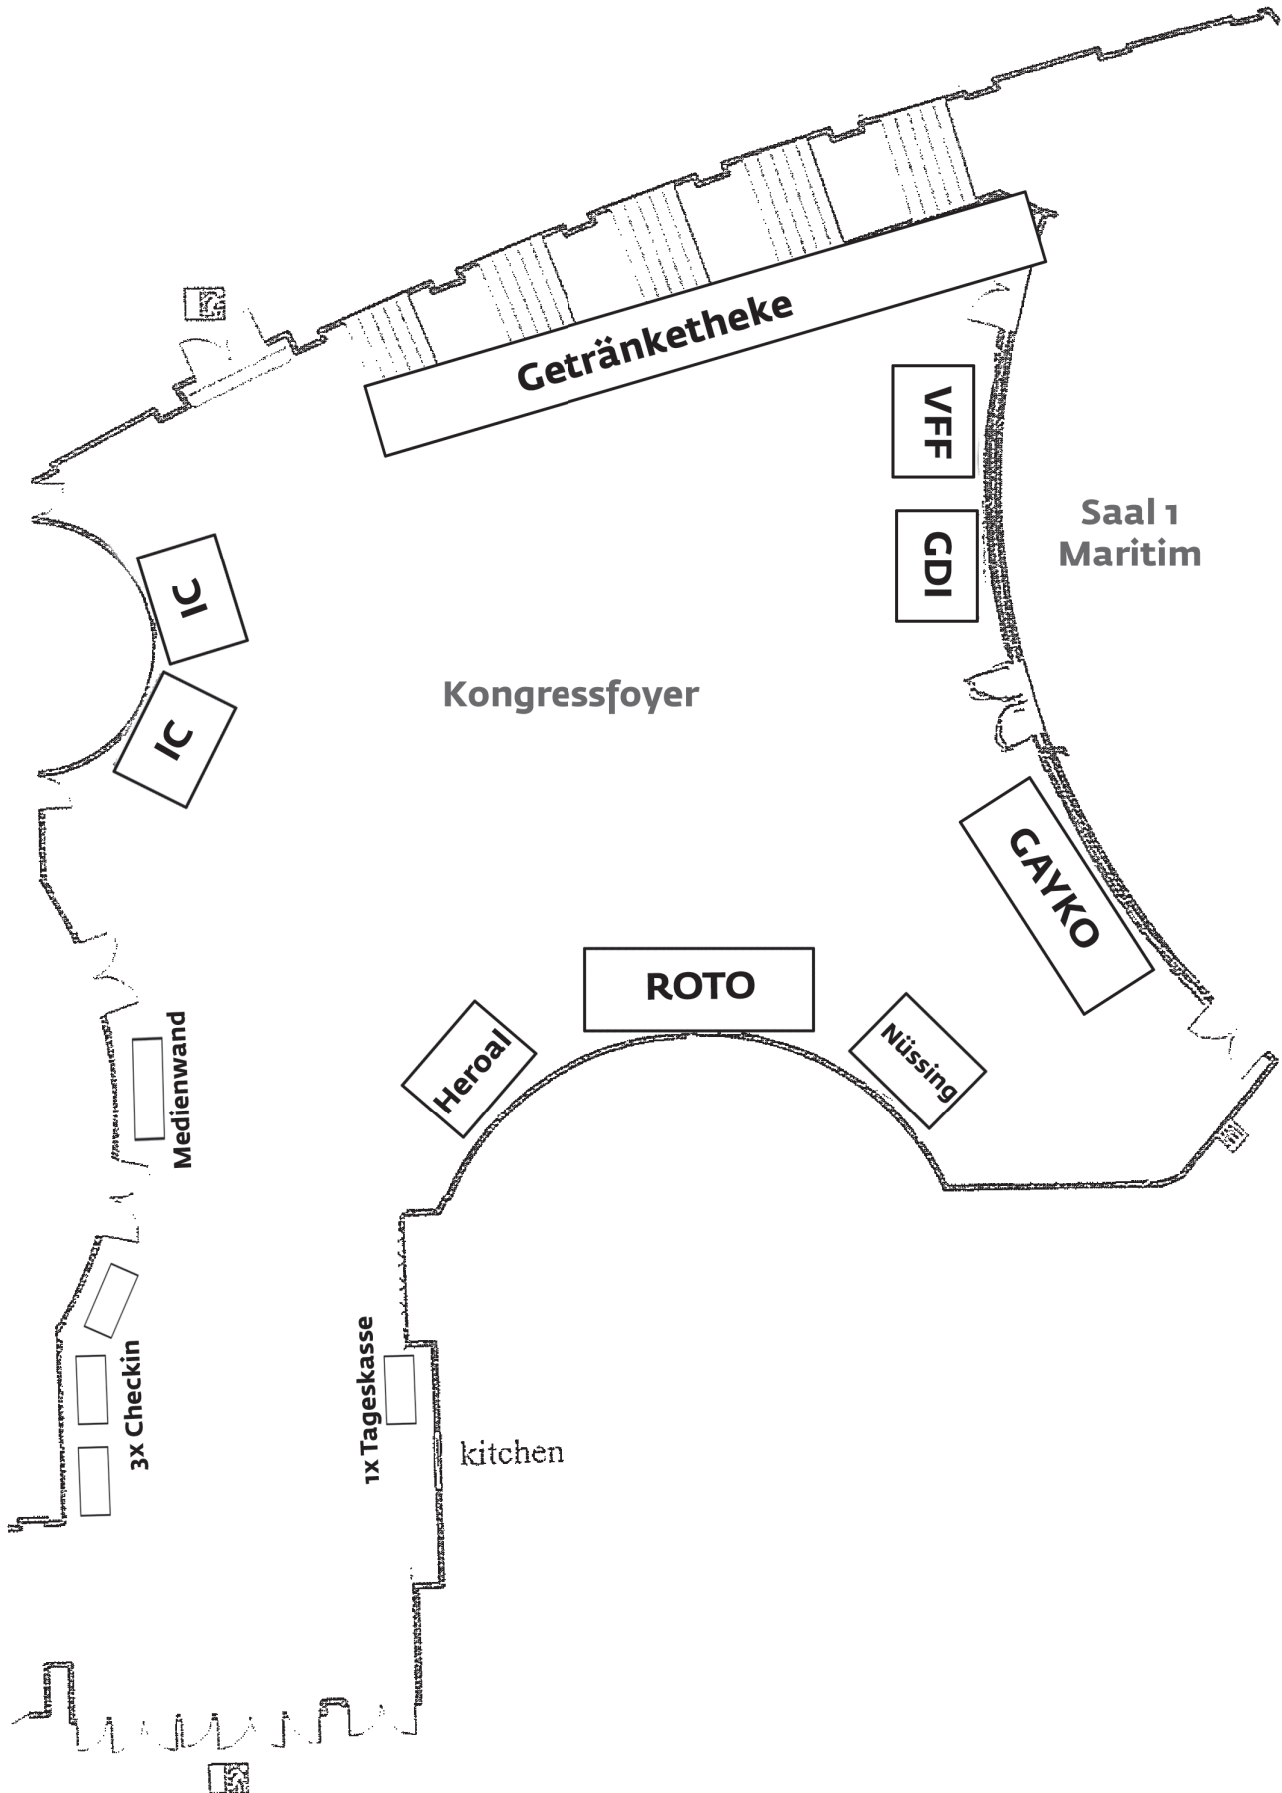 Getränketheke
VFF
GDI
Saal 1
Maritim
IC
IC
Kongressfoyer
GAYKO
ROTO
Heroal
Nüssing
Medienwand
3x Checkin
1x Tageskasse
kitchen